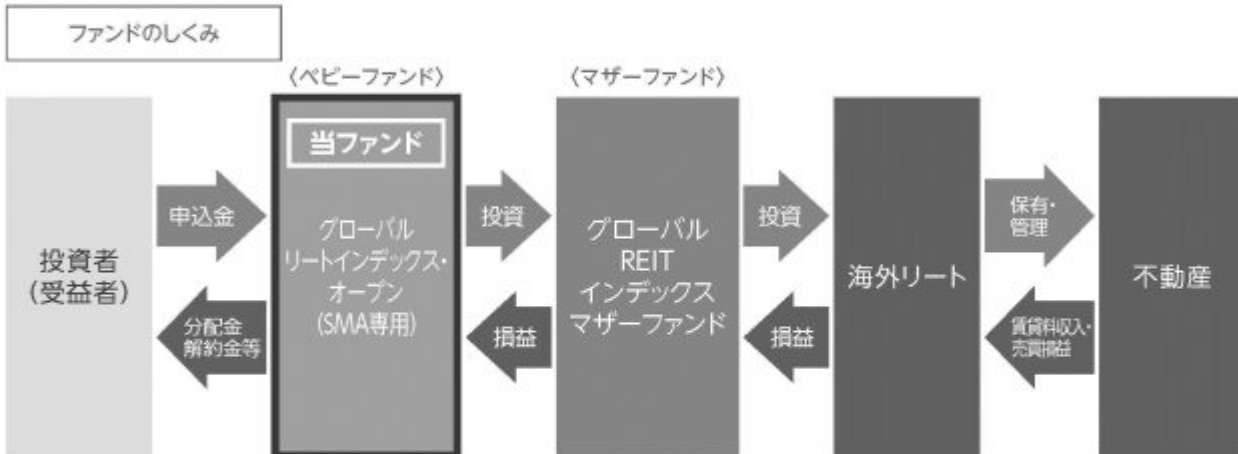 ファンドのしくみ
〈ベビーファンド〉
〈マザーファンド〉
投資者
(受益者)
申込金
分配金
解約金等
当ファンド
グローバル
リートインデックス・
オープン
(SMA専用)
投資
損益
グローバル
REIT
インデックス
マザーファンド
投資
損益
海外リート
保有・
管理
賃貸料収入・
売買損益
不動産